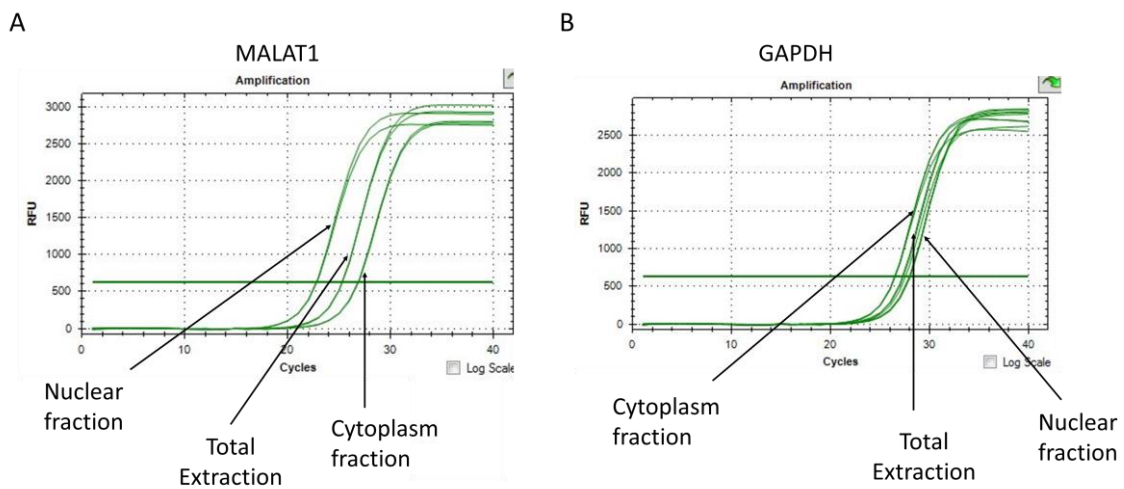 A
B
MALAT1
GAPDH
Amplification
Amplification
3000
2500
2000
1500
1000
500
0
RFU
0
10
20
30
40
Cycles
Log Scale
2500
2000
1500
1000
500
0
RFU
0
10
20
30
40
Cycles
Log Scale
Nuclear
fraction
Total
Extraction
Cytoplasm
fraction
Cytoplasm
fraction
Total
Extraction
Nuclear
fraction